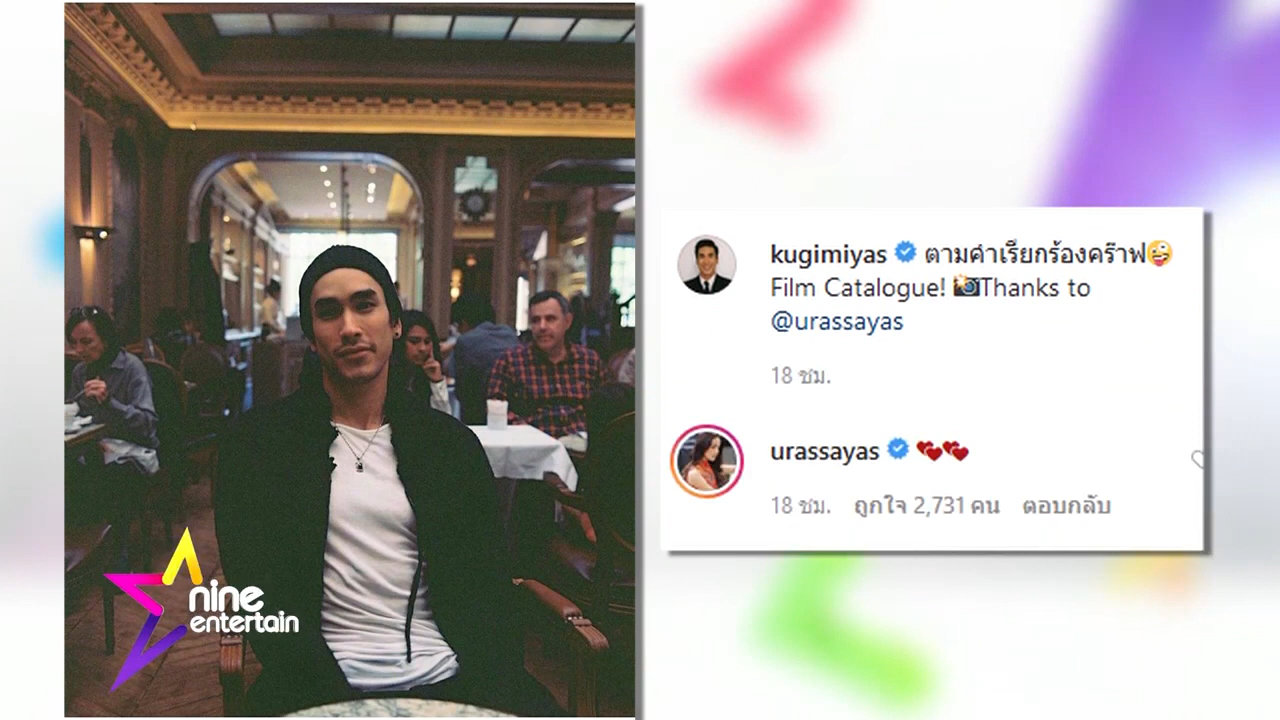 kugimiyas ตามคำเรียกร้องคร๊าฟ🤪
Film Catalogue! 📸Thanks to
@urassayas
18 ชม.
urassayas 💕💕
18 ชม. ถูกใจ 2,731 คน ตอบกลับ
nine
entertain